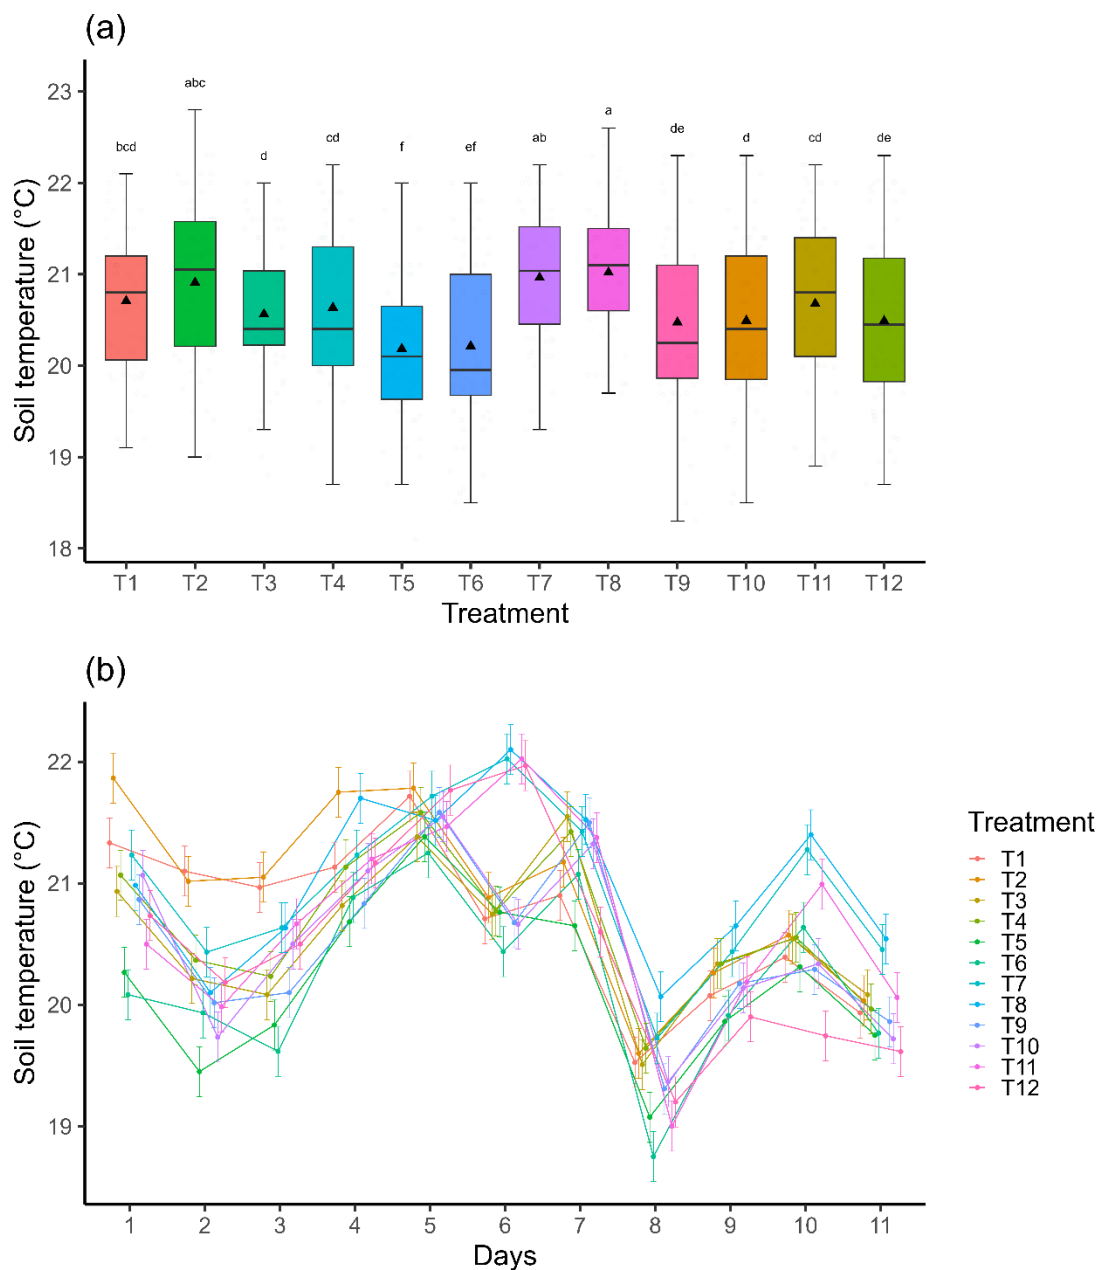 (a)
Soil temperature (°C)
23
22
21
20
19
18
bcd
abc
d
cd
f
ef
ab
a
de
d
cd
de
T1 T2 T3 T4 T5 T6 T7 T8 T9 T10 T11 T12
Treatment
(b)
Soil temperature (°C)
22
21
20
19
1 2 3 4 5 6 7 8 9 10 11
Days
Treatment
T1
T2
T3
T4
T5
T6
T7
T8
T9
T10
T11
T12